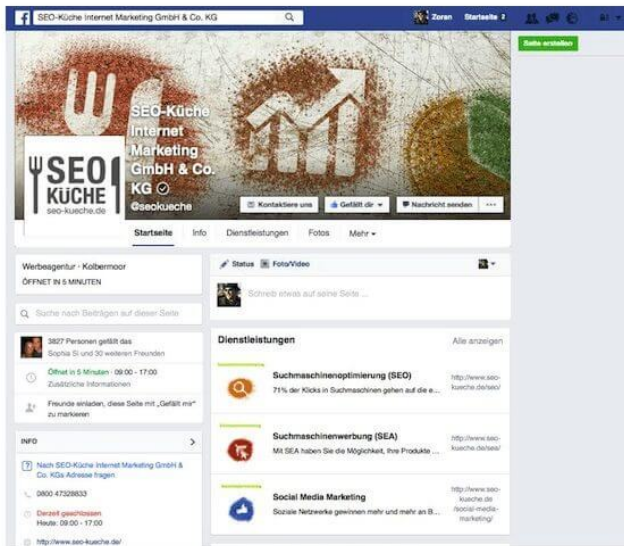 SEO-Küche Internet Marketing GmbH & Co. KG
Zoran
Startseite 2
Seite erstellen
SEO-Küche
Internet
Marketing
GmbH & Co.
KG
@seokueche
SEO
KÜCHE
seo-kueche.de
Kontaktiere uns
Gefällt dir
Nachricht senden
Startseite Info Dienstleistungen Fotos Mehr
Werbeagentur · Kolbermoor
ÖFFNET IN 5 MINUTEN
Suche nach Beiträgen auf dieser Seite
3827 Personen gefällt das
Sophia Si und 30 weiteren Freunden
Öffnet in 5 Minuten · 09:00 - 17:00
Zusätzliche Informationen
Freunde einladen, diese Seite mit „Gefällt mir“
zu markieren
INFO
Nach SEO-Küche Internet Marketing GmbH &
Co. KGs Adresse fragen
0800 47328833
Derzeit geschlossen
Heute: 09:00 - 17:00
http://www.seo-kueche.de/
Status Foto/Video
Schreib etwas auf seine Seite ...
Dienstleistungen
Alle anzeigen
Suchmaschinenoptimierung (SEO)
71% der Klicks in Suchmaschinen gehen auf die e...
http://www.seo-
kueche.de/seo/
Suchmaschinenwerbung (SEA)
Mit SEA haben Sie die Möglichkeit, Ihre Produkte ...
http://www.seo-
kueche.de/sea/
Social Media Marketing
Soziale Netzwerke gewinnen mehr und mehr an B...
http://www.seo-
kueche.de
/social-media-
marketing/